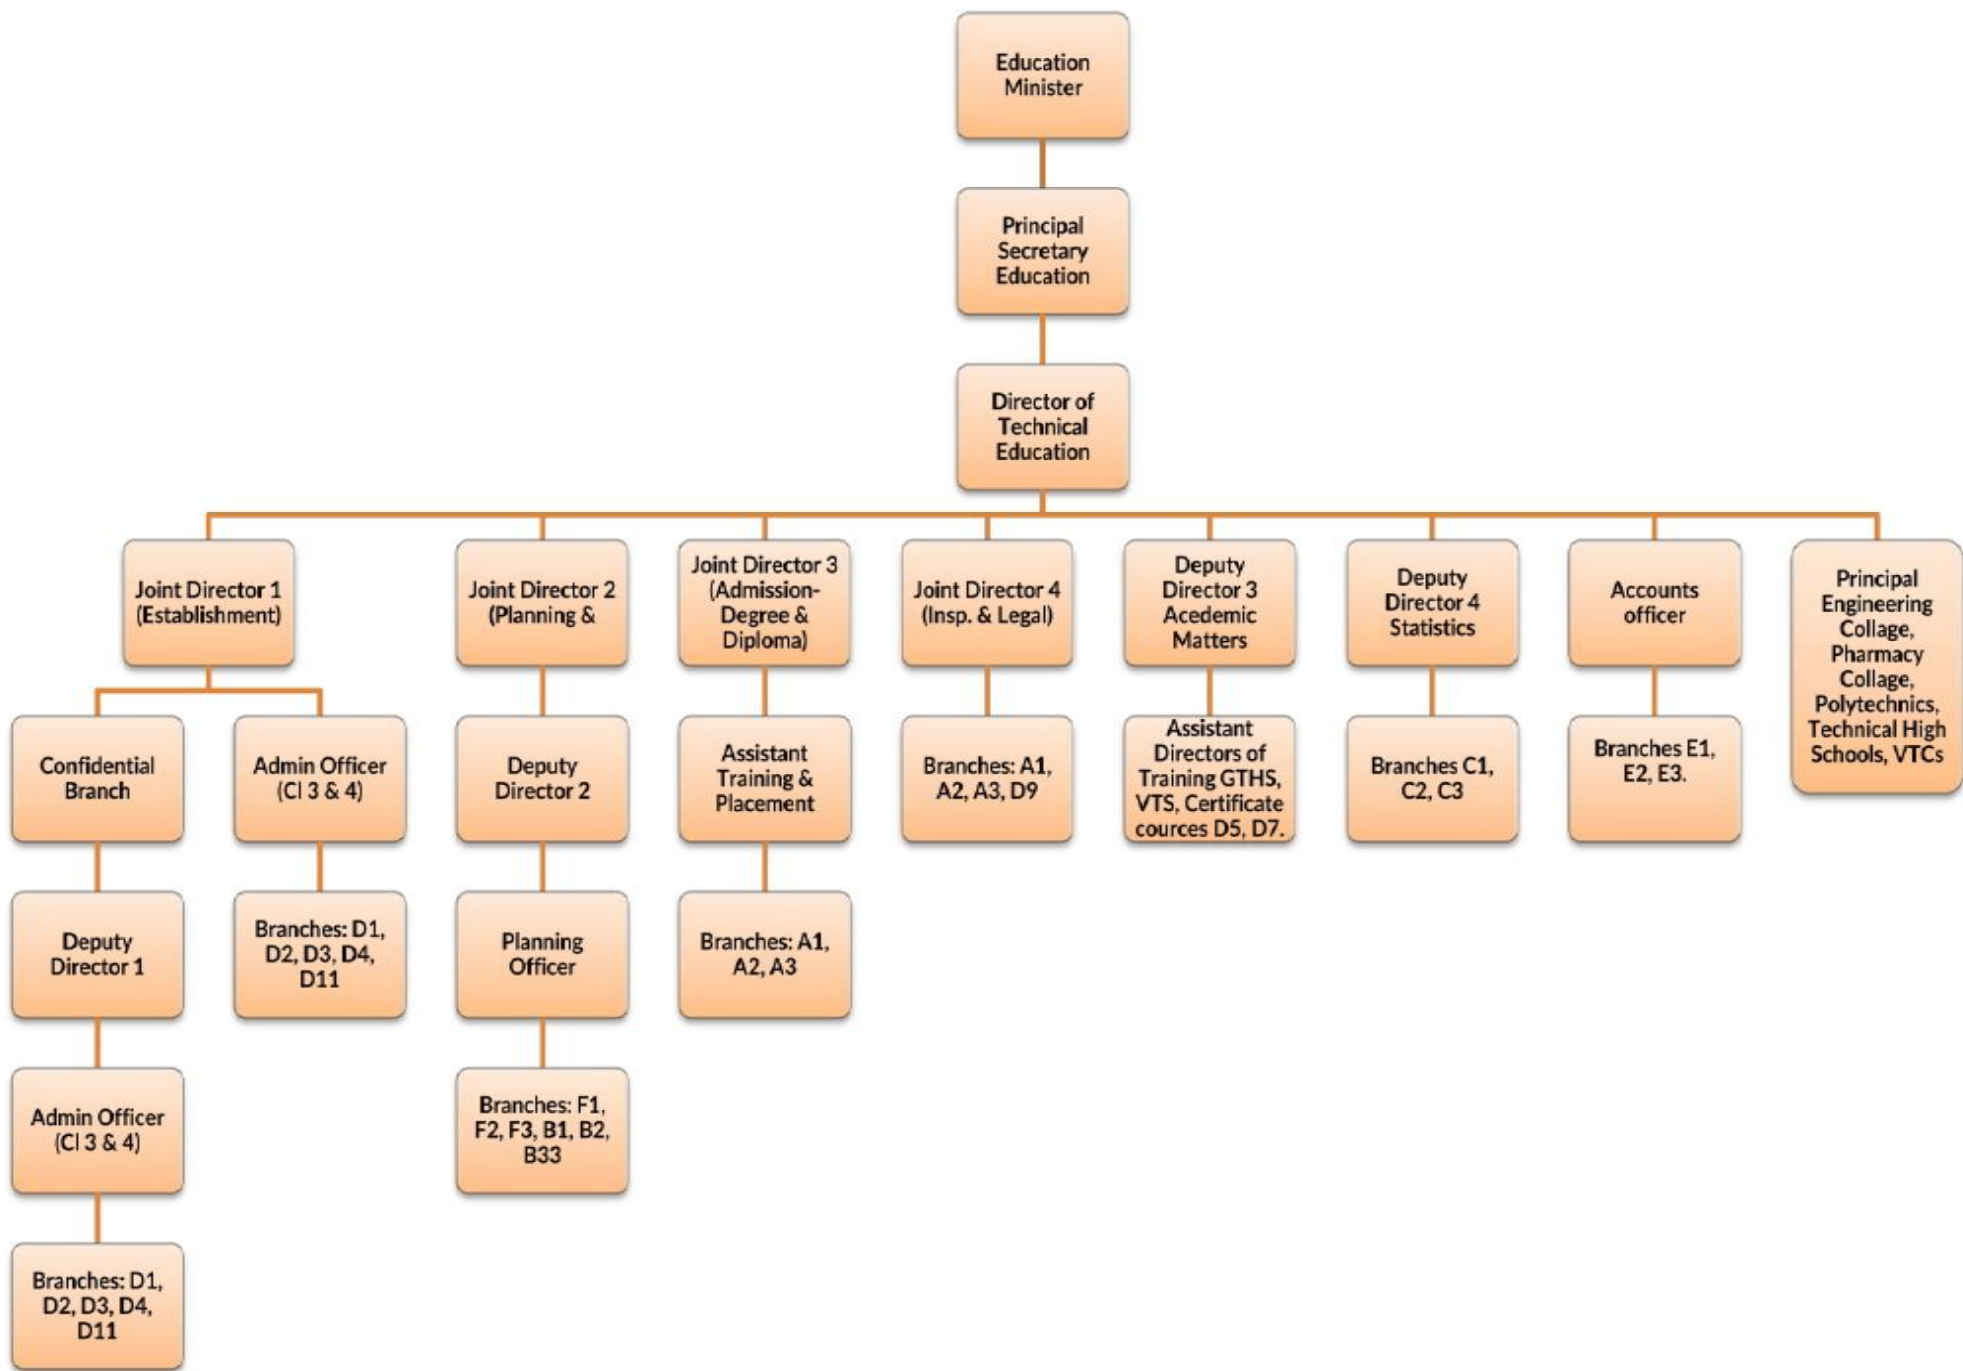 Education
Minister
Principal
Secretary
Education
Director of
Technical
Education
Joint Director 1
(Establishment)
Joint Director 2
(Planning &
Joint Director 3
(Admission-
Degree &
Diploma)
Joint Director 4
(Insp. & Legal)
Deputy
Director 3
Acedemic
Matters
Deputy
Director 4
Statistics
Accounts
officer
Principal
Engineering
Collage,
Pharmacy
Collage,
Polytechnics,
Technical High
Schools, VTCs
Confidential
Branch
Admin Officer
(Cl 3 & 4)
Deputy
Director 2
Assistant
Training &
Placement
Branches: A1,
A2, A3, D9
Assistant
Directors of
Training GTHS,
VTS, Certificate
cources D5, D7.
Branches C1,
C2, C3
Branches E1,
E2, E3.
Deputy
Director 1
Branches: D1,
D2, D3, D4,
D11
Planning
Officer
Branches: A1,
A2, A3
Admin Officer
(Cl 3 & 4)
Branches: F1,
F2, F3, B1, B2,
B33
Branches: D1,
D2, D3, D4,
D11